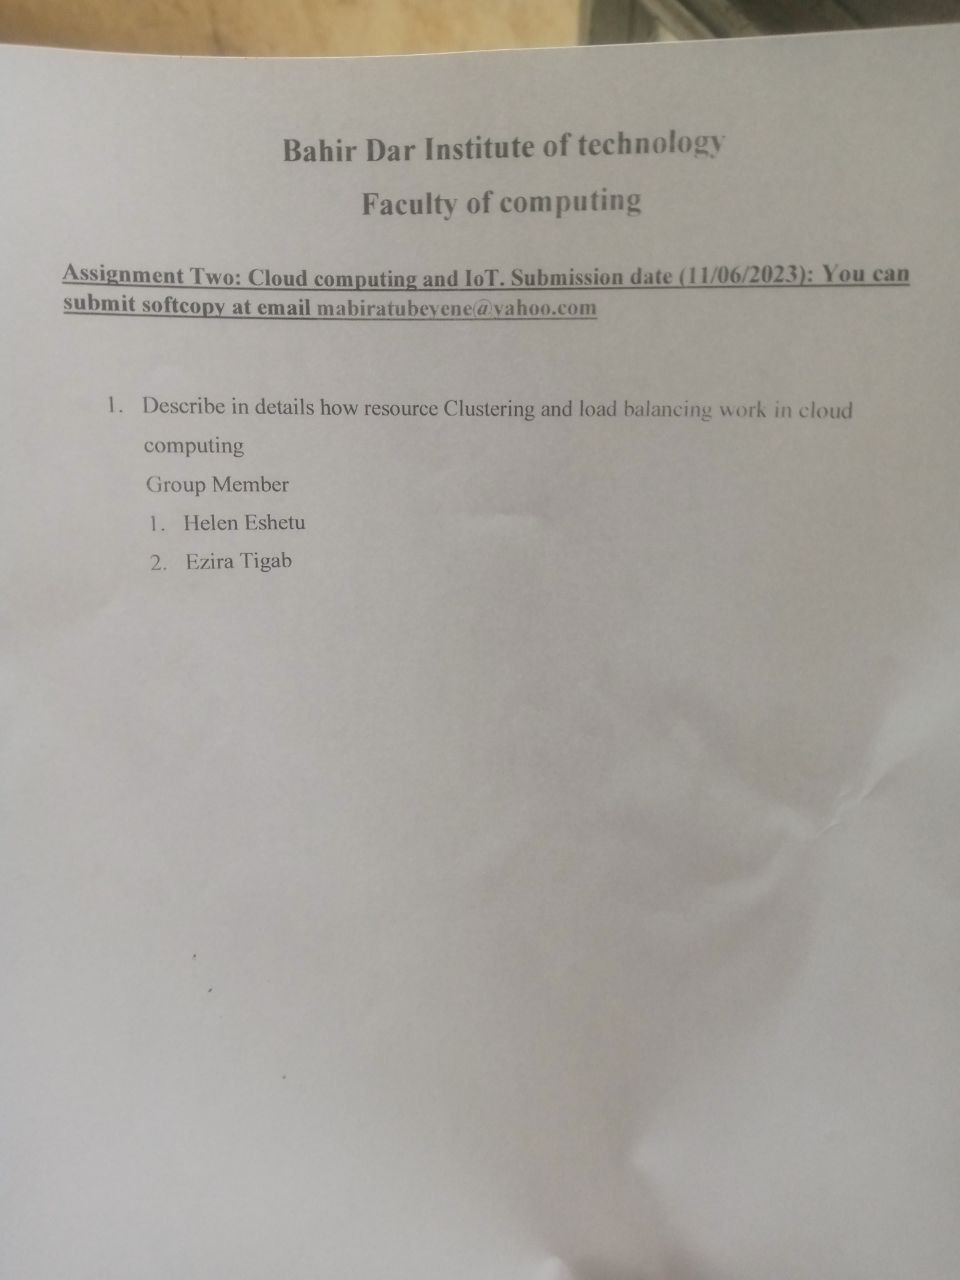 Bahir Dar Institute of technology
Faculty of computing
Assignment Two: Cloud computing and IoT. Submission date (11/06/2023): You can
submit softcopy at email mabiratubeyene@yahoo.com
1. Describe in details how resource Clustering and load balancing work in cloud
computing
Group Member
1. Helen Eshetu
2. Ezira Tigab